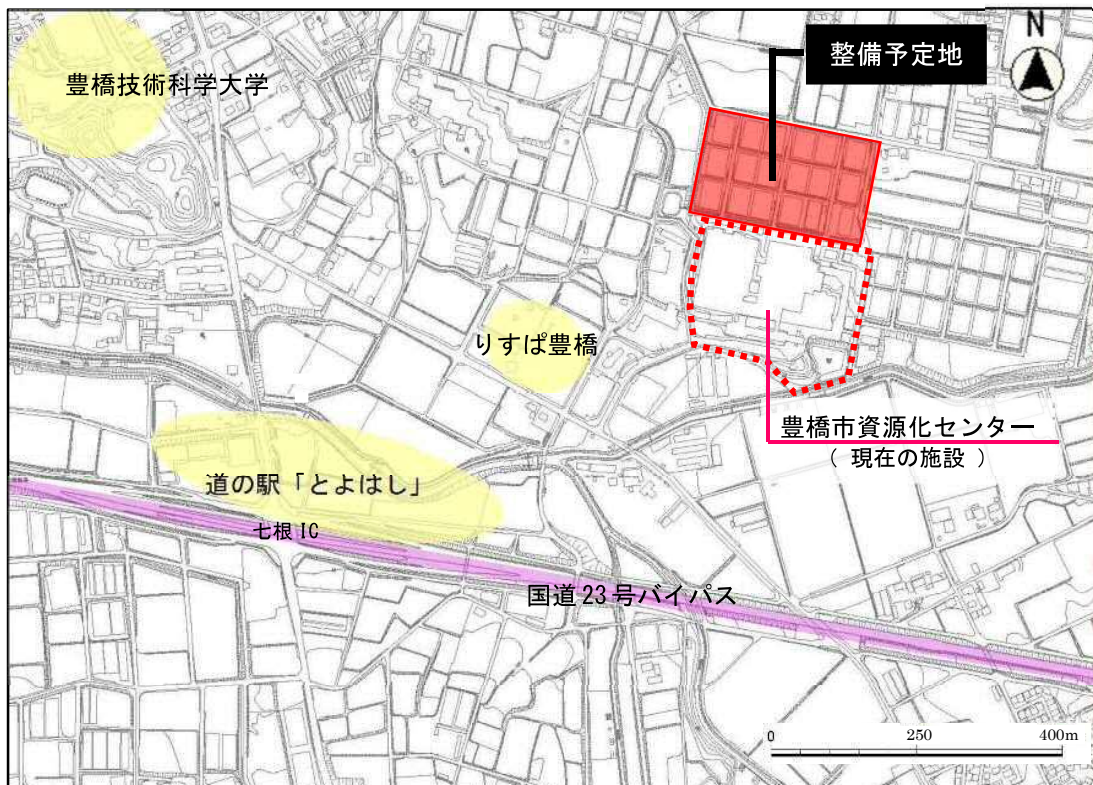 N
整備予定地
豊橋技術科学大学
りすぱ豊橋
豊橋市資源化センター
（ 現在の施設 ）
道の駅「とよはし」
七根 IC
国道 23 号バイパス
0 250 400m